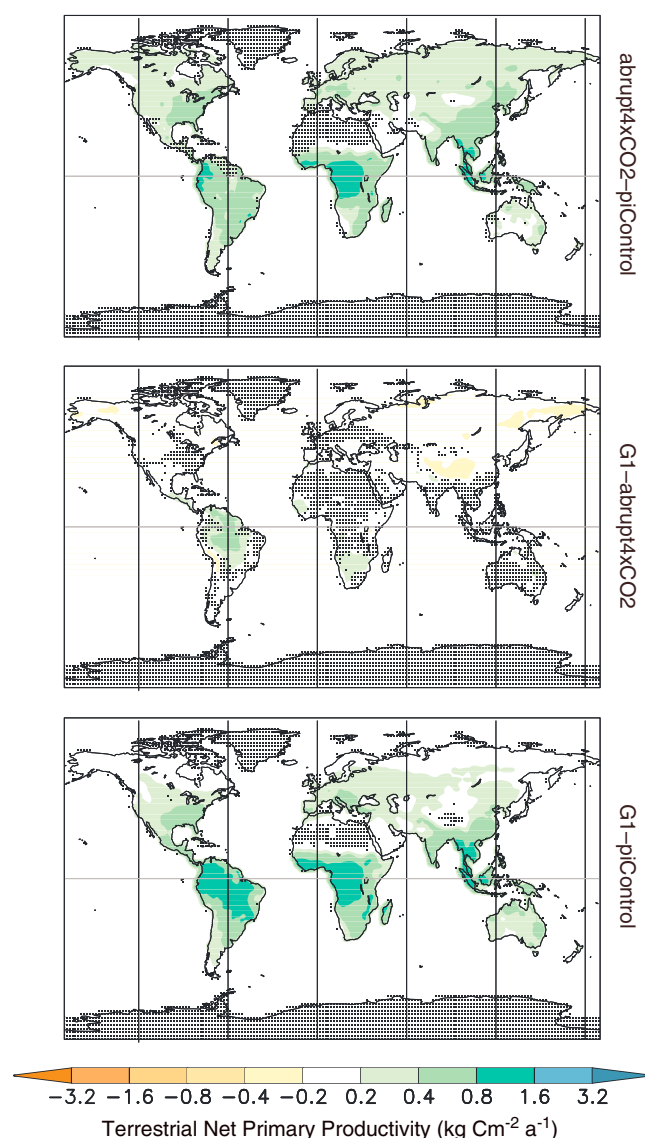 abrupt4xCO2–piControl
G1–abrupt4xCO2
G1–piControl
−3.2 −1.6 −0.8 −0.4 −0.2 0.2 0.4 0.8 1.6 3.2
Terrestrial Net Primary Productivity (kg Cm-2 a-1)